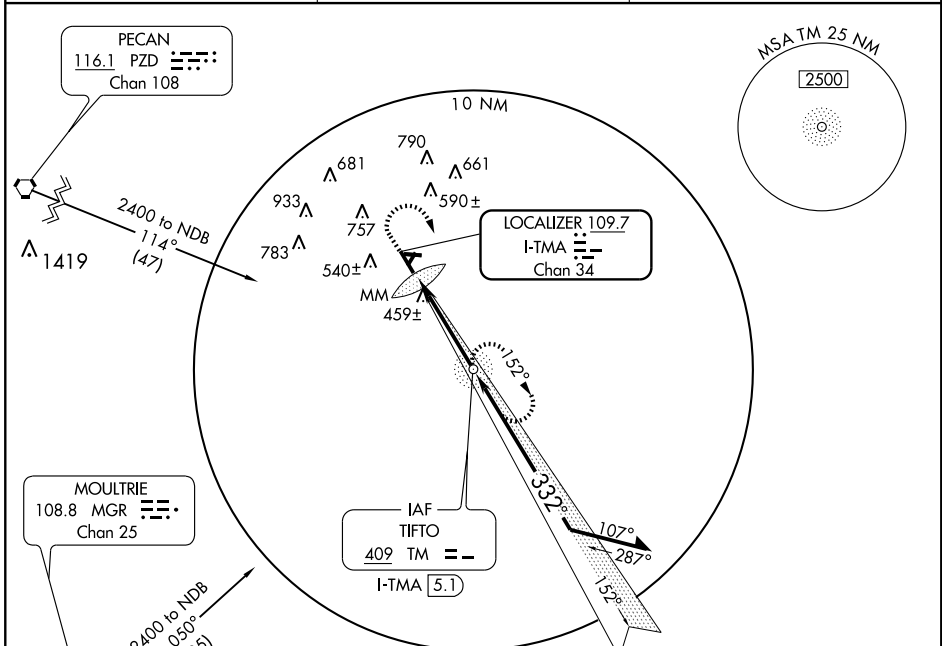 PECAN
116.1 PZD
Chan 108
MSA TM 25 NM
2500
10 NM
790
681
661
933
590±
757
783
540±
2400 to NDB
114°
(47)
1419
LOCALIZER 109.7
I-TMA
Chan 34
MM
459±
152°
MOULTRIE
108.8 MGR
Chan 25
IAF
TIFTO
409 TM
I-TMA 5.1
332°
107°
287°
152°
2400 to NDB
050°